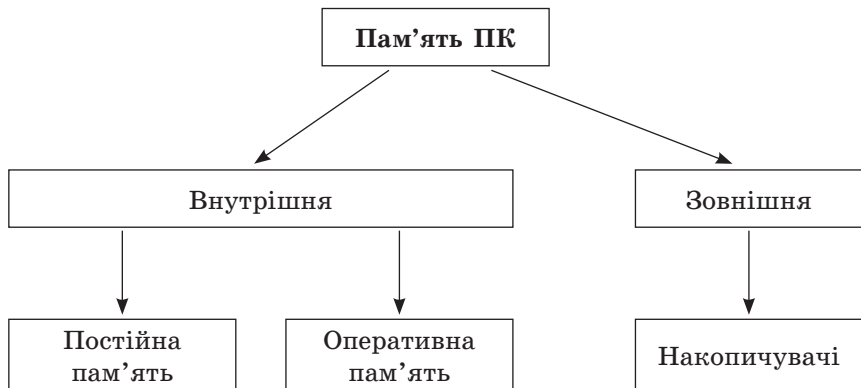 Пам’ять ПК
Внутрішня
Зовнішня
Постійна
пам’ять
Оперативна
пам’ять
Накопичувачі